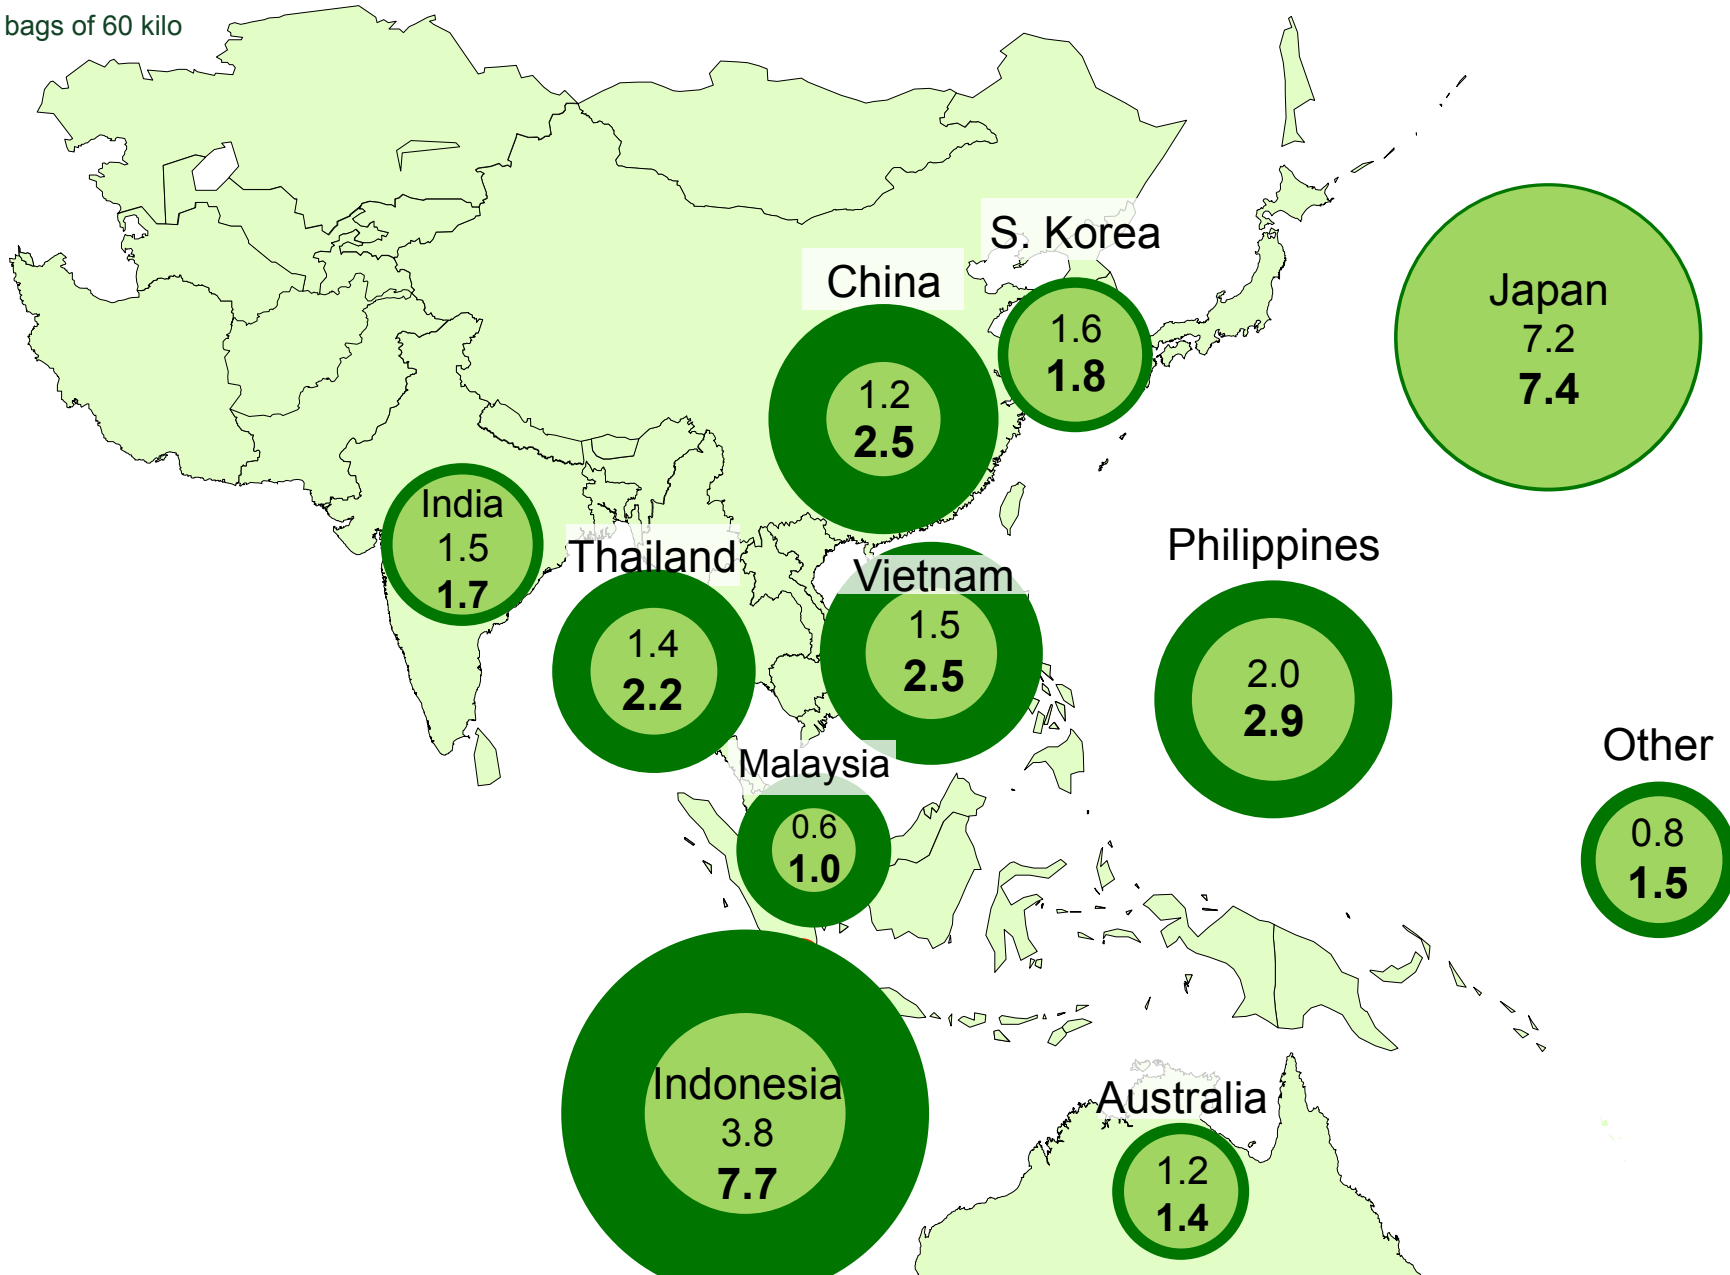 bags of 60 kilo
S. Korea
1.6
1.8
China
1.2
2.5
Japan
7.2
7.4
India
1.5
1.7
Thailand
1.4
2.2
Vietnam
1.5
2.5
Philippines
2.0
2.9
Malaysia
0.6
1.0
Other
0.8
1.5
Indonesia
3.8
7.7
Australia
1.2
1.4